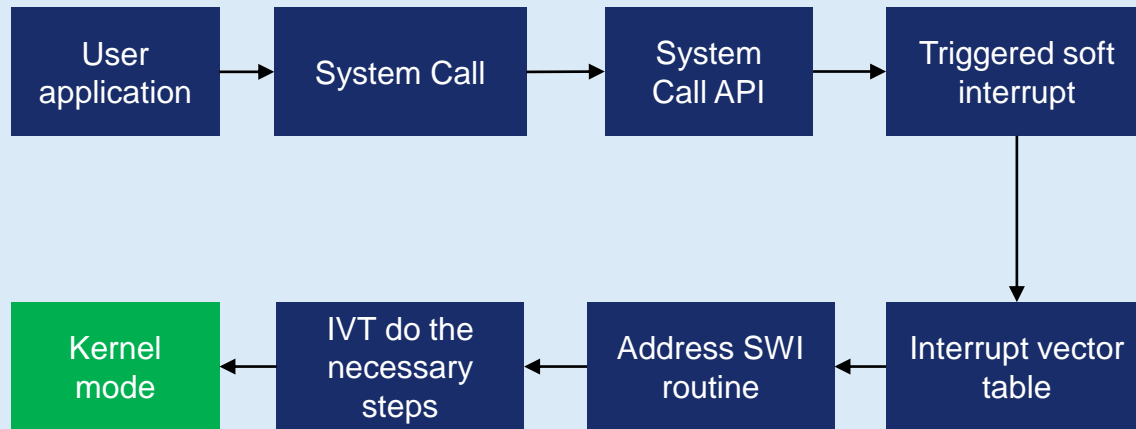 User
application
System Call
System
Call API
Triggered soft
interrupt
Interrupt vector
table
Address SWI
routine
IVT do the
necessary
steps
Kernel
mode